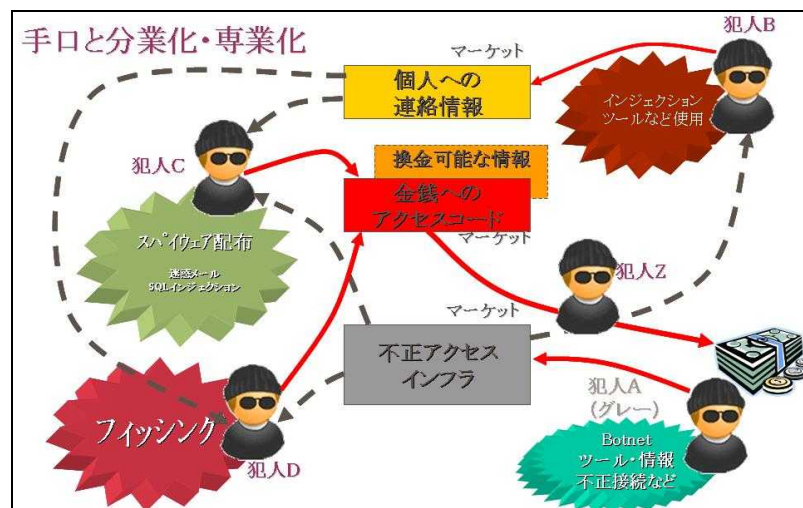 手口と分業化・専業化
マーケット
犯人B
個人への
連絡情報
インジェクション
ツールなど使用
犯人C
換金可能な情報
金銭への
アクセスコード
マーケット
スパイウェア配布
迷惑メール
SQLインジェクション
犯人Z
マーケット
不正アクセス
インフラ
犯人A
(グレー)
フィッシング
犯人D
Botnet
ツール・情報
不正接続など